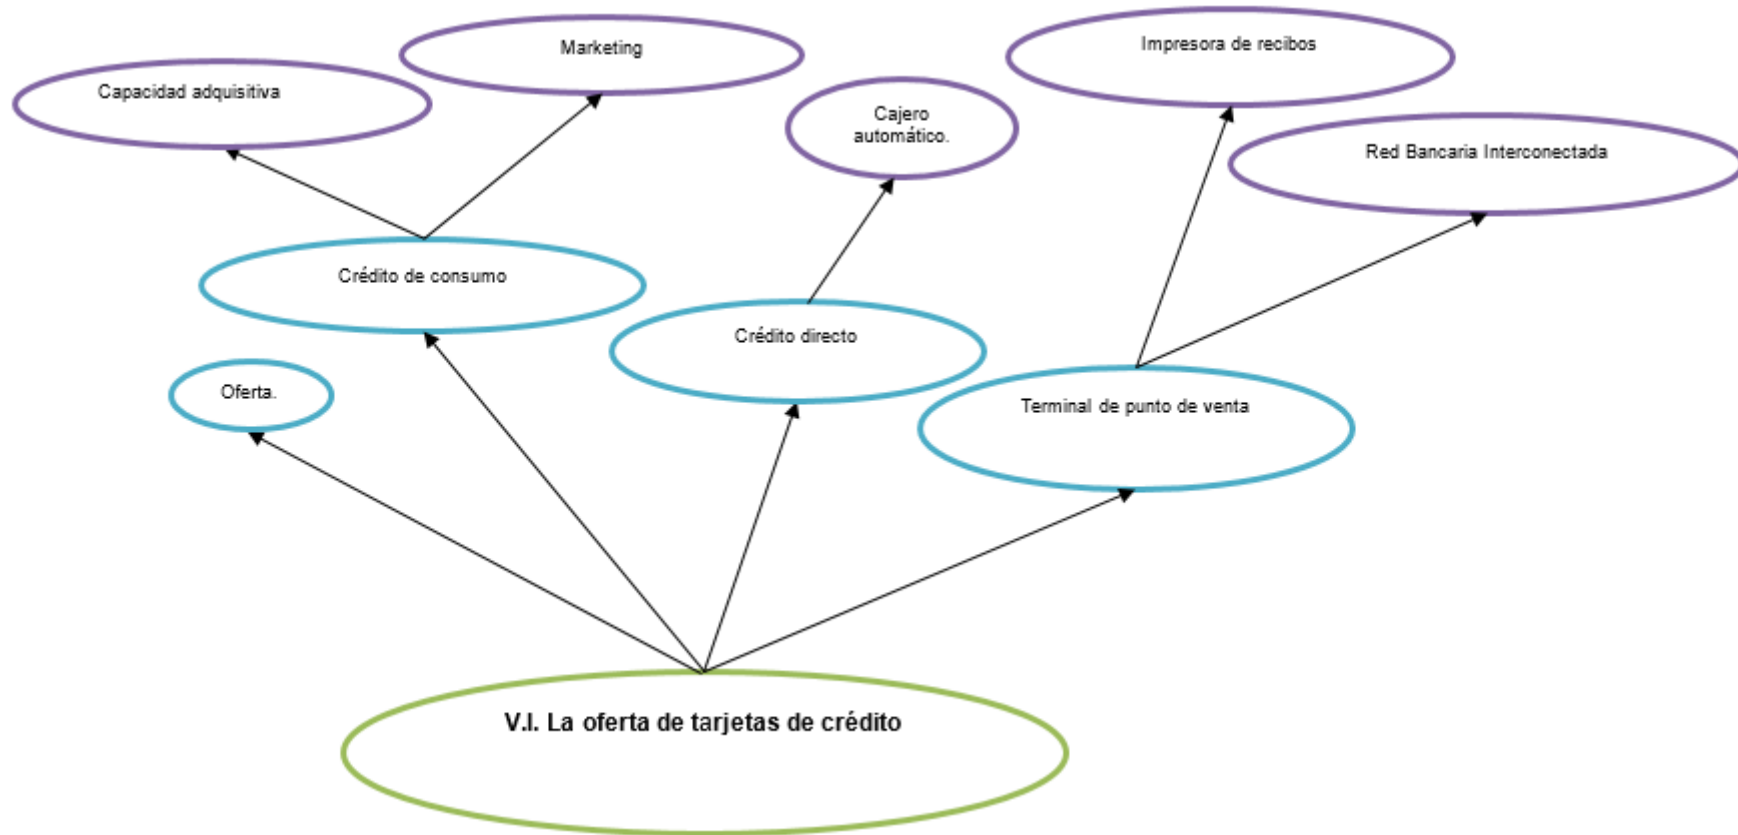 Marketing
Impresora de recibos
Capacidad adquisitiva
Cajero
automático.
Red Bancaria Interconectada
Crédito de consumo
Crédito directo
Oferta.
Terminal de punto de venta
V.I. La oferta de tarjetas de crédito